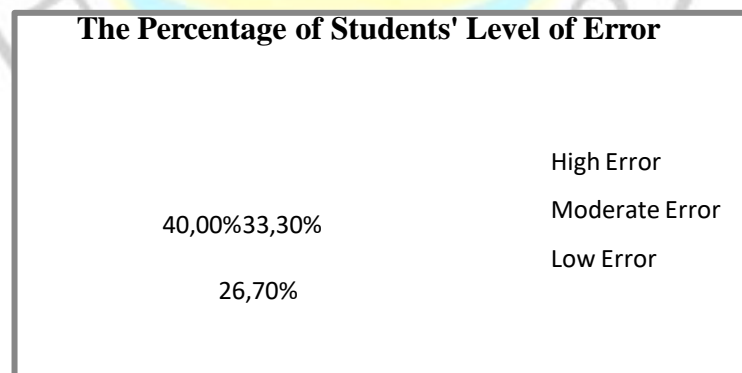 The Percentage of Students' Level of Error
High Error
Moderate Error
40,00%33,30%
Low Error
26,70%